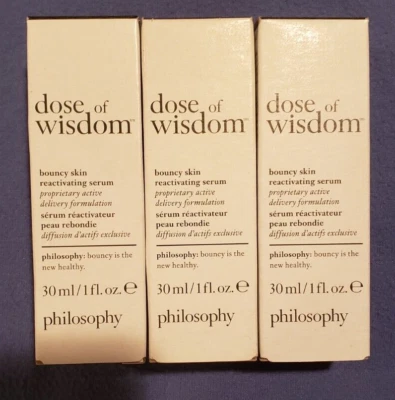 dose of
wisdom™
bouncy skin
reactivating serum
proprietary active
delivery formulation
sérum réactivateur
peau rebondie
diffusion d'actifs exclusive
philosophy: bouncy is the
new healthy.
30 ml/1 fl. oz. ℮
philosophy
dose of
wisdom™
bouncy skin
reactivating serum
proprietary active
delivery formulation
sérum réactivateur
peau rebondie
diffusion d'actifs exclusive
philosophy: bouncy is the
new healthy.
30 ml/1 fl. oz. ℮
philosophy
dose of
wisdom™
bouncy skin
reactivating serum
proprietary active
delivery formulation
sérum réactivateur
peau rebondie
diffusion d'actifs exclusive
philosophy: bouncy is the
new healthy.
30 ml/1 fl. oz. ℮
philosophy